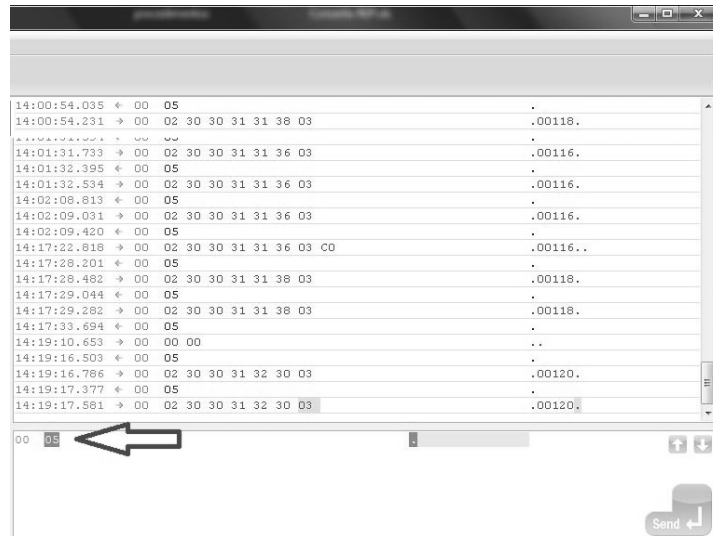 14:00:54.035 ← 00 05 .
14:00:54.231 → 00 02 30 30 31 31 38 03 .00118.
14:01:31.733 → 00 02 30 30 31 31 36 03 .00116.
14:01:32.395 ← 00 05 .
14:01:32.534 → 00 02 30 30 31 31 36 03 .00116.
14:02:08.813 ← 00 05 .
14:02:09.031 → 00 02 30 30 31 31 36 03 .00116.
14:02:09.420 ← 00 05 .
14:17:22.818 → 00 02 30 30 31 31 36 03 C0 .00116..
14:17:28.201 ← 00 05 .
14:17:28.482 → 00 02 30 30 31 31 38 03 .00118.
14:17:29.044 ← 00 05 .
14:17:29.282 → 00 02 30 30 31 31 38 03 .00118.
14:17:33.694 ← 00 05 .
14:19:10.653 → 00 00 00 ..
14:19:16.503 ← 00 05 .
14:19:16.786 → 00 02 30 30 31 32 30 03 .00120.
14:19:17.377 ← 00 05 .
14:19:17.581 → 00 02 30 30 31 32 30 03 .00120.
00 05 .
Send